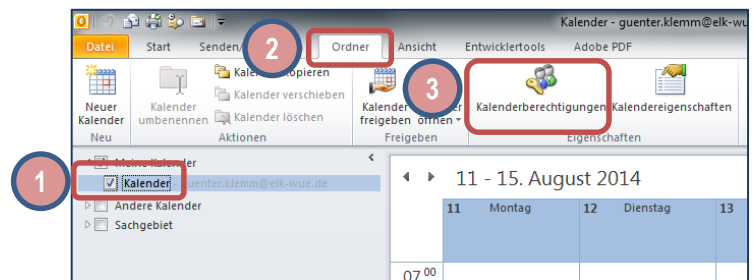 Kalender - guenter.klemm@elk-wue
Datei Start Senden/ 2 Ordner Ansicht Entwicklertools Adobe PDF
Kalender kopieren
Kalender verschieben
Kalender löschen
Neuer Kalender
Kalender umbenennen
Kalender freigeben öffnen
3
Kalenderberechtigungen Kalendereigenschaften
Neu Aktionen Freigeben Eigenschaften
Meine Kalender
1 Kalender - guenter.klemm@elk-wue.de
Andere Kalender
Sachgebiet
11 - 15. August 2014
11 Montag 12 Dienstag 13
07 00